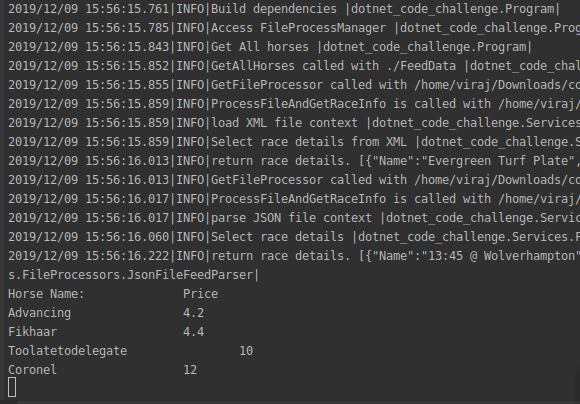 2019/12/09 15:56:15.761|INFO|Build dependencies |dotnet_code_challenge.Program|
2019/12/09 15:56:15.785|INFO|Access FileProcessManager |dotnet_code_challenge.Prog
2019/12/09 15:56:15.843|INFO|Get All horses |dotnet_code_challenge.Program|
2019/12/09 15:56:15.852|INFO|GetAllHorses called with ./FeedData |dotnet_code_chal
2019/12/09 15:56:15.855|INFO|GetFileProcessor called with /home/viraj/Downloads/co
2019/12/09 15:56:15.859|INFO|ProcessFileAndGetRaceInfo is called with /home/viraj/
2019/12/09 15:56:15.859|INFO|load XML file context |dotnet_code_challenge.Services
2019/12/09 15:56:15.859|INFO|Select race details from XML |dotnet_code_challenge.S
2019/12/09 15:56:16.013|INFO|return race details. [{"Name":"Evergreen Turf Plate",
2019/12/09 15:56:16.013|INFO|GetFileProcessor called with /home/viraj/Downloads/co
2019/12/09 15:56:16.017|INFO|ProcessFileAndGetRaceInfo is called with /home/viraj/
2019/12/09 15:56:16.017|INFO|parse JSON file context |dotnet_code_challenge.Servic
2019/12/09 15:56:16.060|INFO|Select race details |dotnet_code_challenge.Services.F
2019/12/09 15:56:16.222|INFO|return race details. [{"Name":"13:45 @ Wolverhampton"
s.FileProcessors.JsonFileFeedParser|
Horse Name: Price
Advancing 4.2
Fikhaar 4.4
Toolatetodelegate 10
Coronel 12